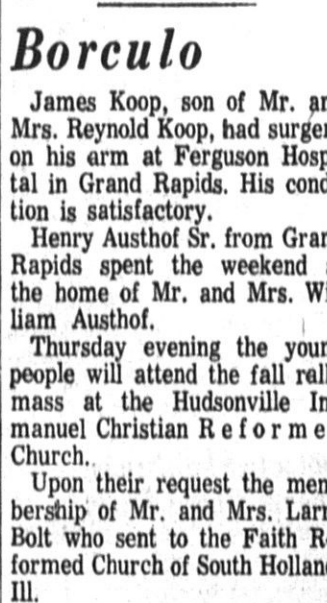 Borculo
James Koop, son of Mr. an
Mrs. Reynold Koop, had surger
on his arm at Ferguson Hosp
tal in Grand Rapids. His cond
tion is satisfactory.
Henry Austhof Sr. from Gran
Rapids spent the weekend
the home of Mr. and Mrs. Wi
liam Austhof.
Thursday evening the youn
people will attend the fall rall
mass at the Hudsonville Im
manuel Christian Reforme
Church.
Upon their request the mem
bership of Mr. and Mrs. Larr
Bolt who sent to the Faith R
formed Church of South Holland
Ill.